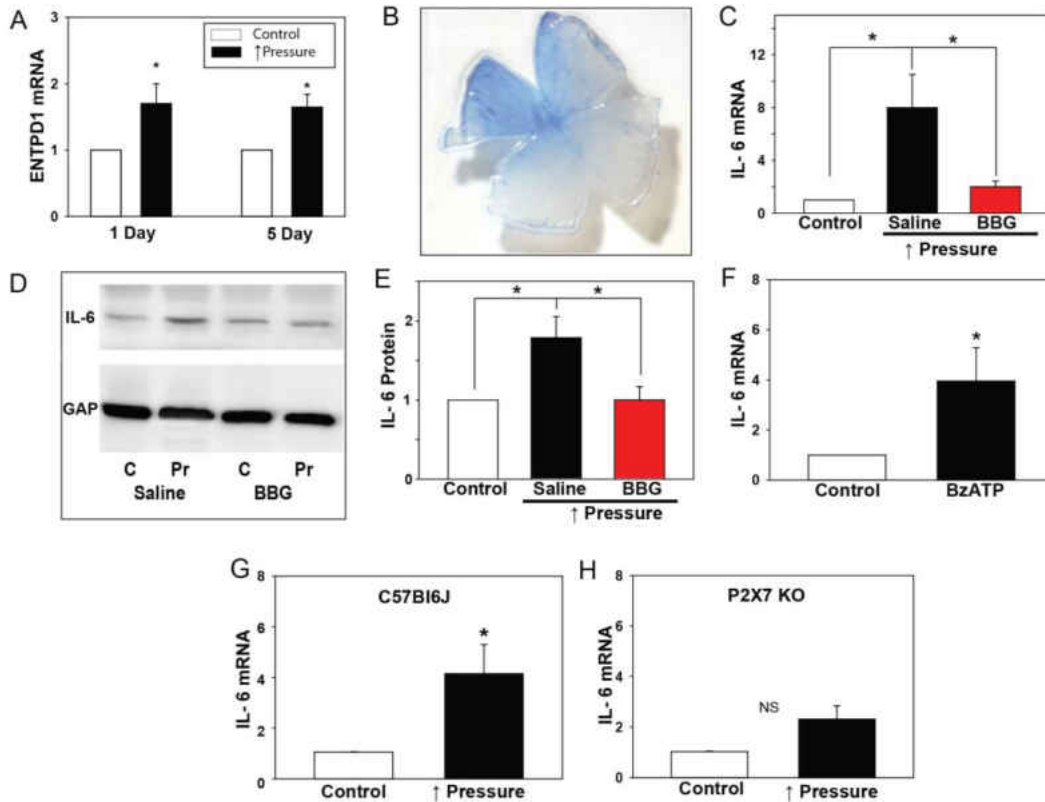 A
3
2
1
0
ENTPD1 mRNA
Control
↑Pressure
*
*
1 Day
5 Day
B
C
12
8
4
0
IL- 6 mRNA
*
*
Control
Saline
BBG
↑ Pressure
D
IL-6
GAP
C Pr C Pr
Saline BBG
E
2
1
0
IL- 6 Protein
*
*
Control
Saline
BBG
↑ Pressure
F
8
6
4
2
0
IL- 6 mRNA
*
Control
BzATP
G
8
6
4
2
0
IL- 6 mRNA
C57Bl6J
*
Control
↑ Pressure
H
8
6
4
2
0
IL- 6 mRNA
P2X7 KO
NS
Control
↑ Pressure